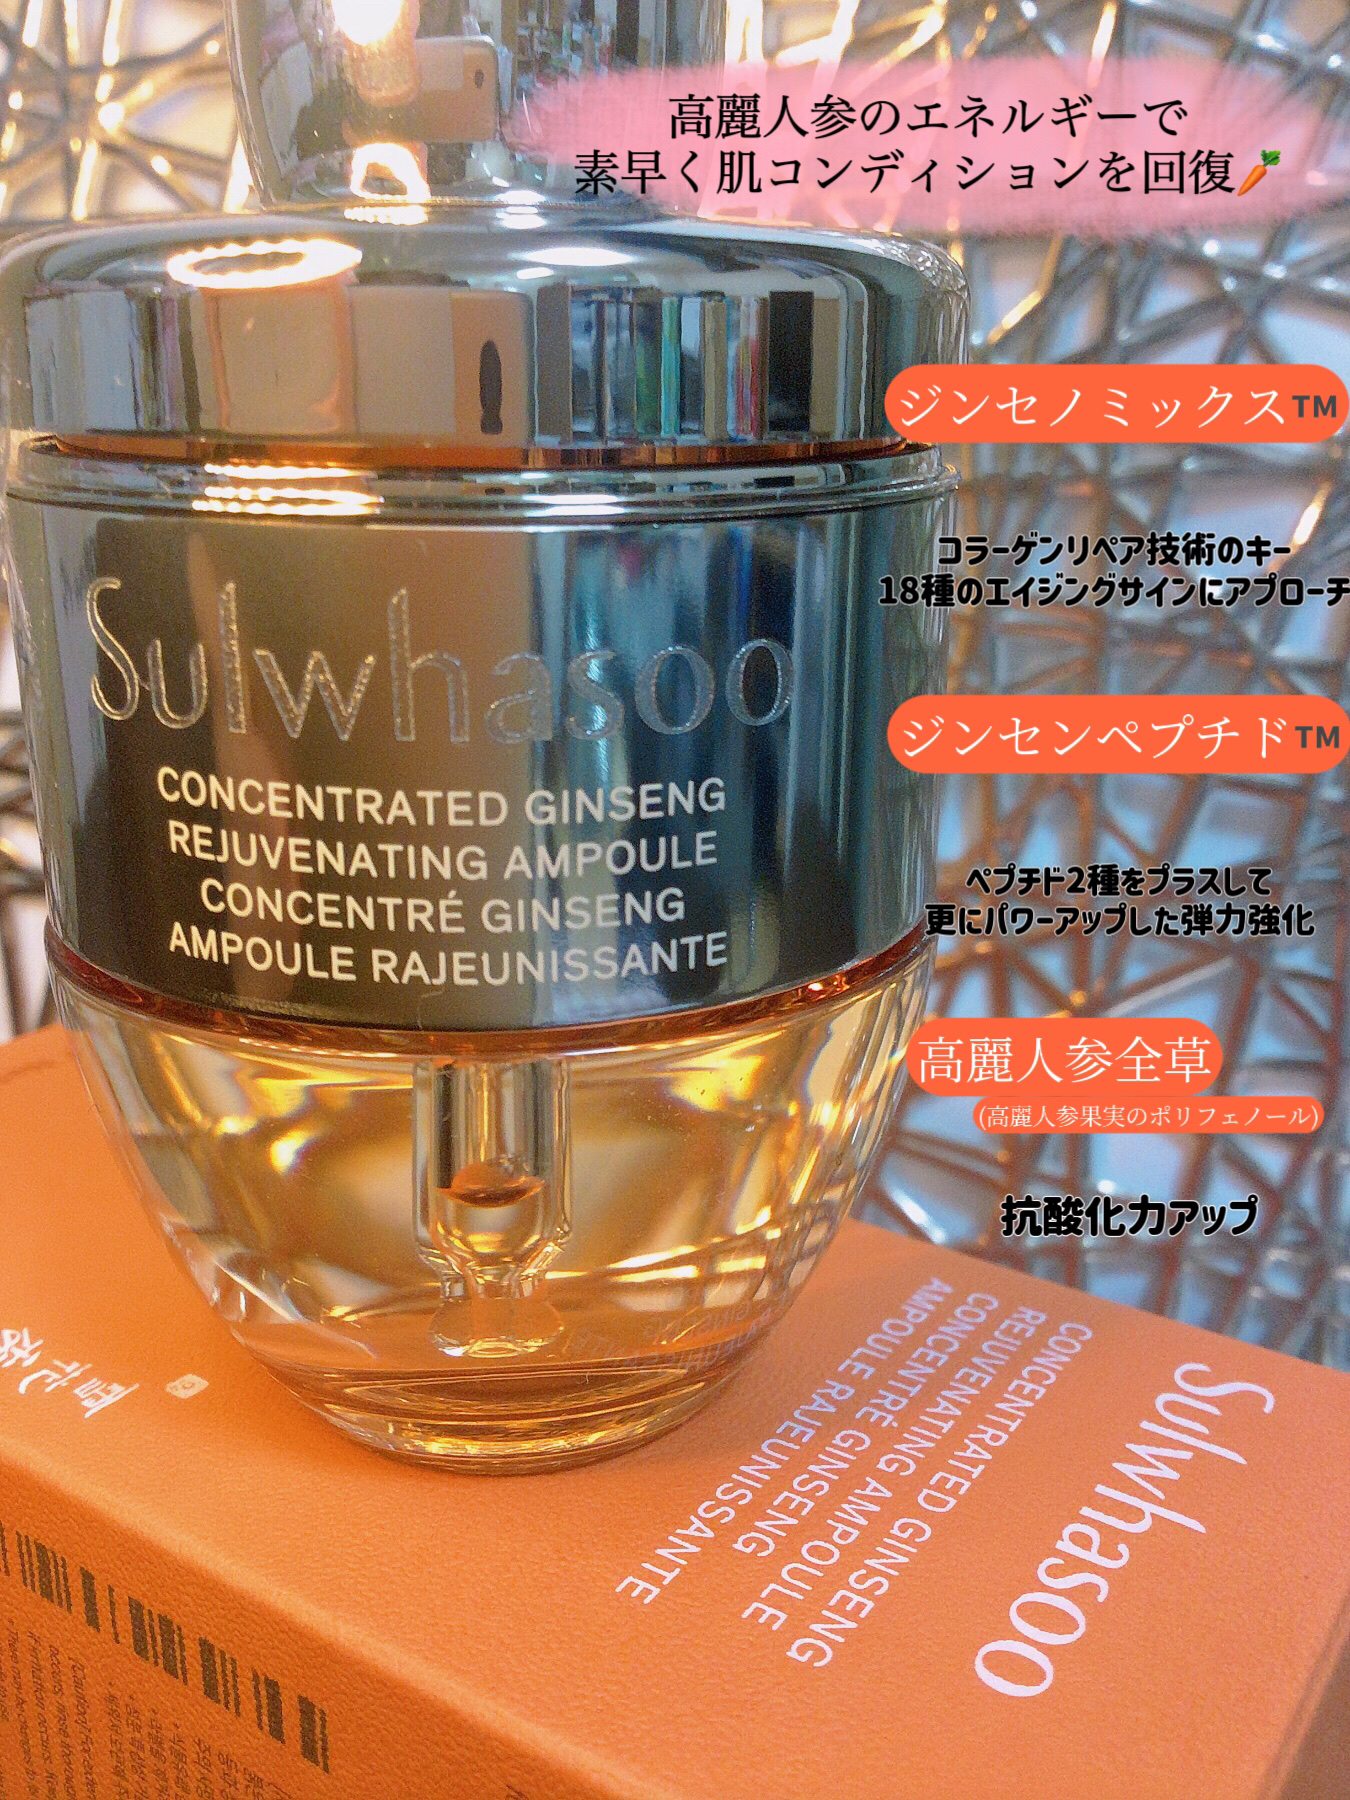 高麗人参のエネルギーで
素早く肌コンディションを回復🥕
ジンセノミックス™
コラーゲンリペア技術のキー
18種のエイジングサインにアプローチ
ジンセンペプチド™
ペプチド2種をプラスして
更にパワーアップした弾力強化
高麗人参全草
(高麗人参果実のポリフェノール)
抗酸化力アップ
Sulwhasoo
CONCENTRATED GINSENG
REJUVENATING AMPOULE
CONCENTRÉ GINSENG
AMPOULE RAJEUNISSANTE
Sulwhasoo
CONCENTRATED GINSENG
REJUVENATING AMPOULE
CONCENTRÉ GINSENG
AMPOULE RAJEUNISSANTE